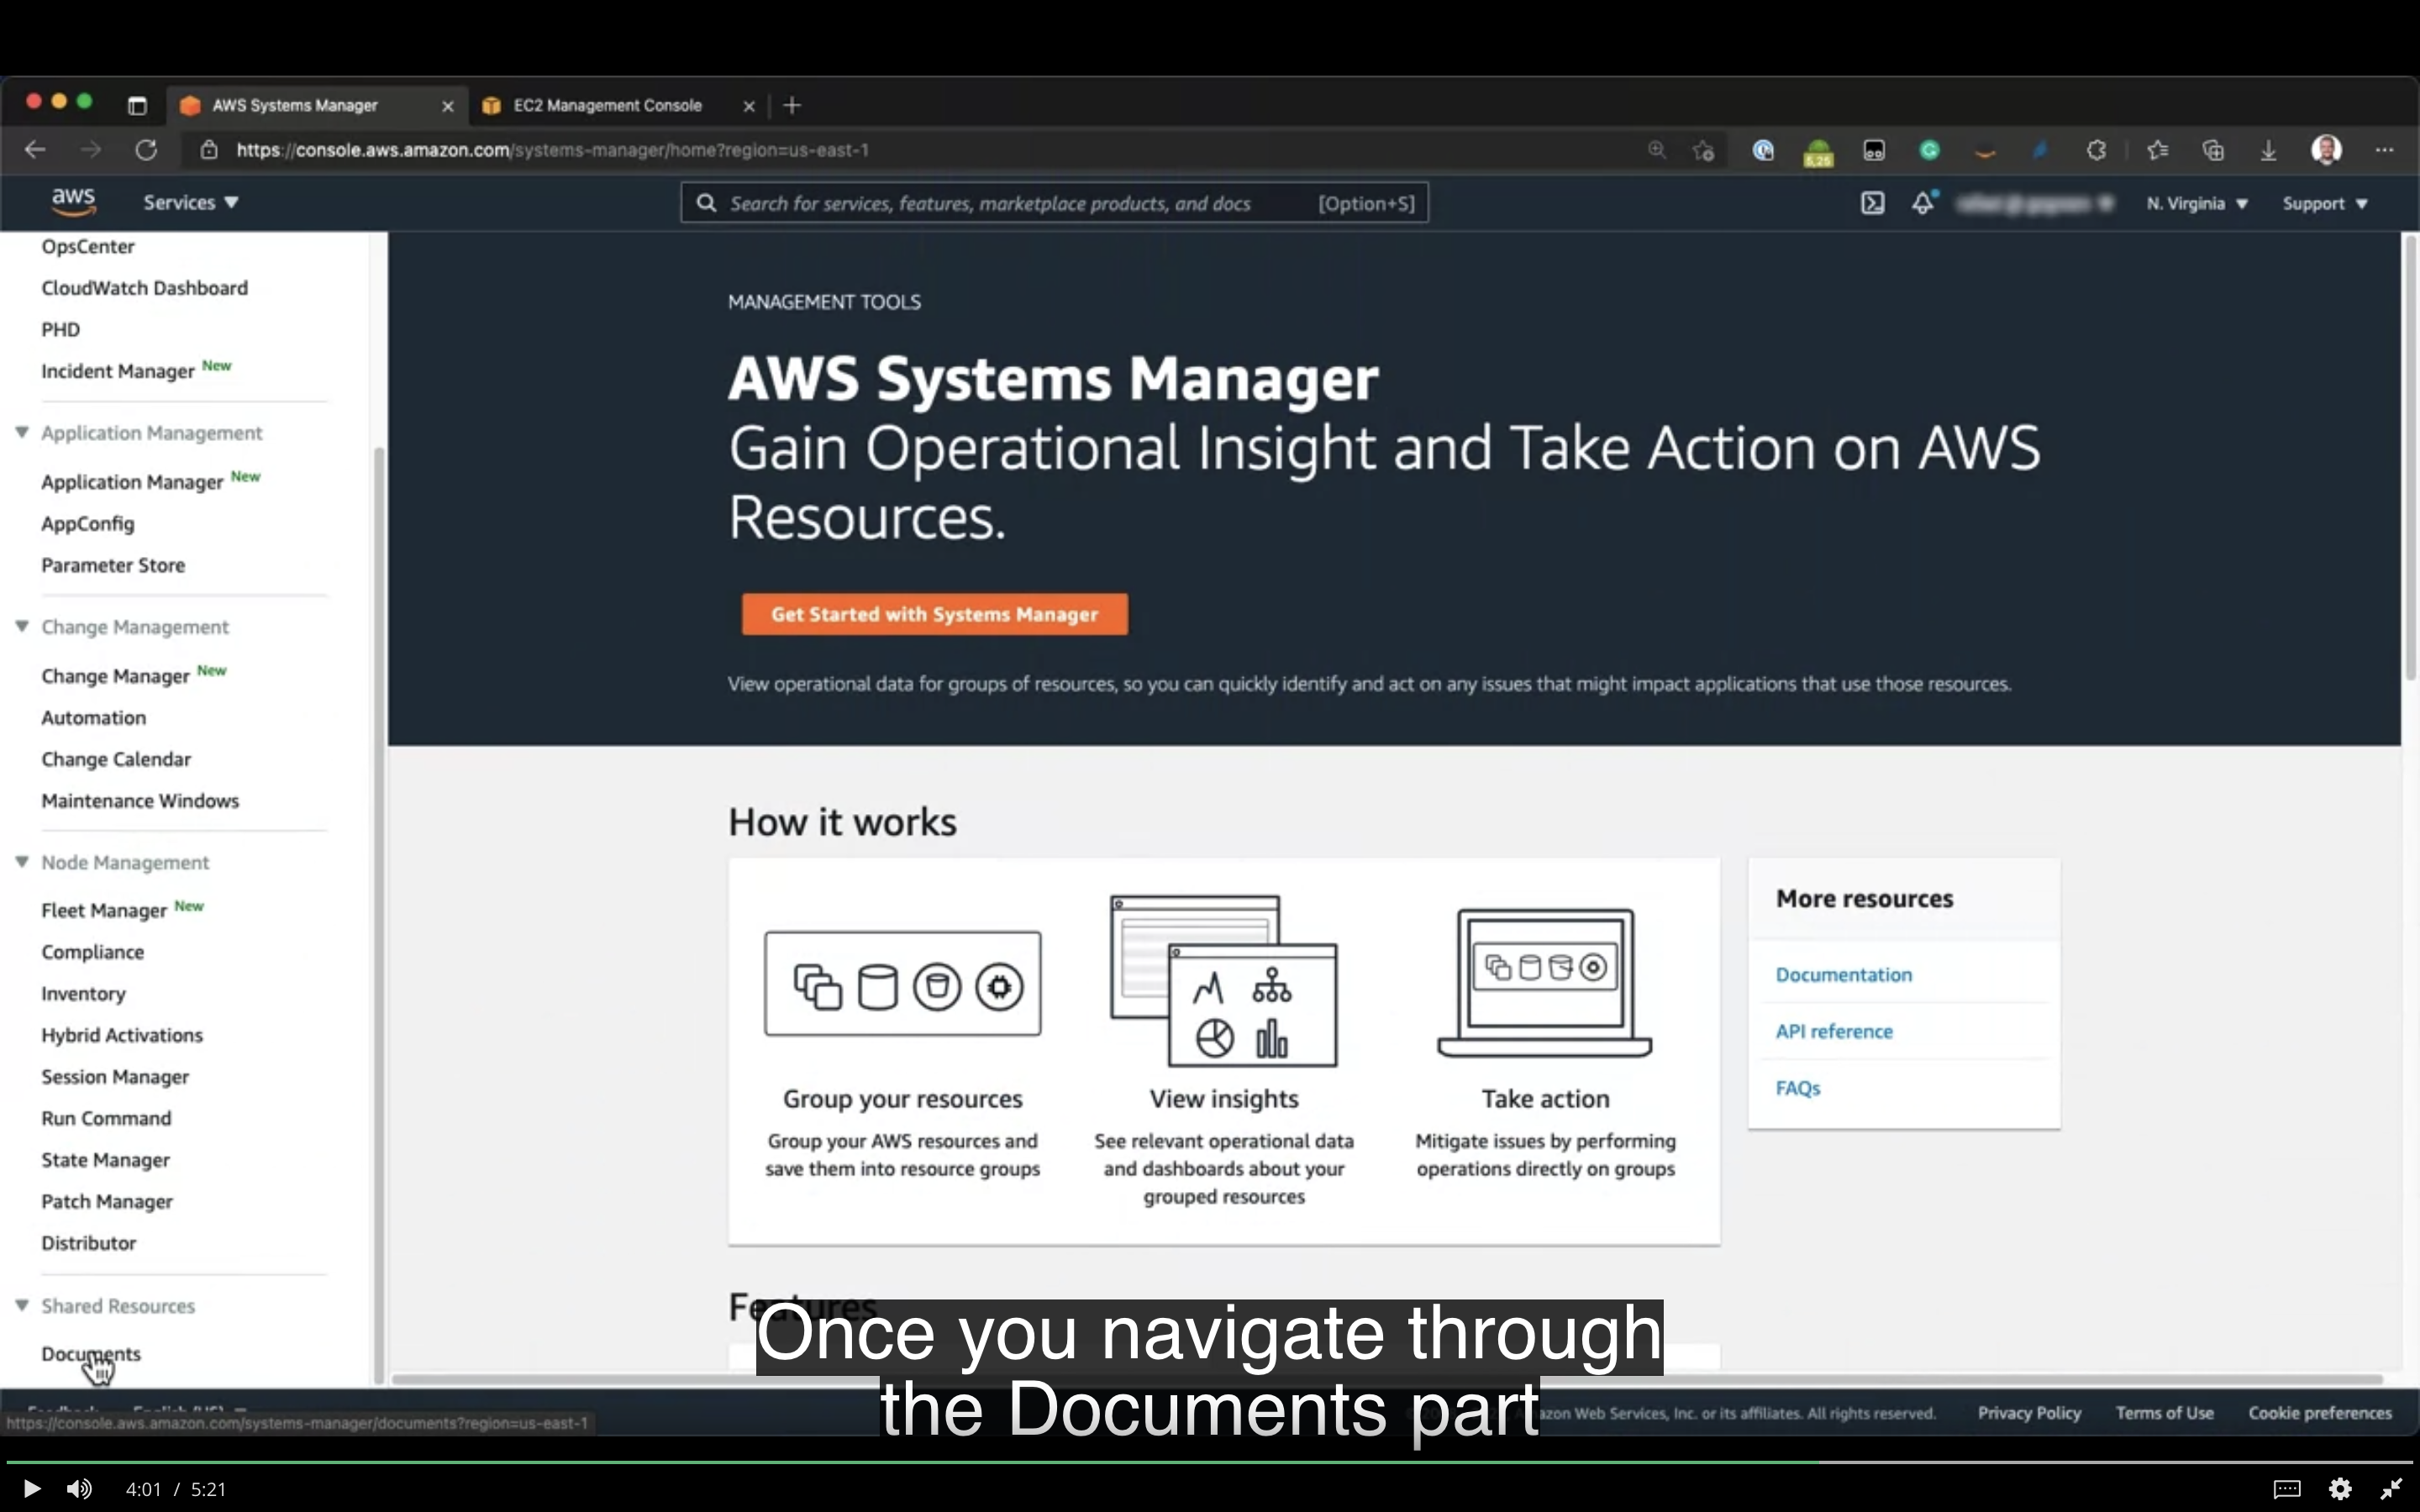 AWS Systems Manager
EC2 Management Console
https://console.aws.amazon.com/systems-manager/home?region=us-east-1
5,25
aws
Services
Search for services, features, marketplace products, and docs
[Option+S]
N. Virginia
Support
OpsCenter
CloudWatch Dashboard
PHD
Incident Manager New
Application Management
Application Manager New
AppConfig
Parameter Store
Change Management
Change Manager New
Automation
Change Calendar
Maintenance Windows
Node Management
Fleet Manager New
Compliance
Inventory
Hybrid Activations
Session Manager
Run Command
State Manager
Patch Manager
Distributor
Shared Resources
Documents
MANAGEMENT TOOLS
AWS Systems Manager
Gain Operational Insight and Take Action on AWS
Resources.
Get Started with Systems Manager
View operational data for groups of resources, so you can quickly identify and act on any issues that might impact applications that use those resources.
How it works
Group your resources
Group your AWS resources and
save them into resource groups
View insights
See relevant operational data
and dashboards about your
grouped resources
Take action
Mitigate issues by performing
operations directly on groups
More resources
Documentation
API reference
FAQs
Features
Once you navigate through
the Documents part
https://console.aws.amazon.com/systems-manager/documents?region=us-east-1
Web Services, Inc. or its affiliates. All rights reserved.
Privacy Policy
Terms of Use
Cookie preferences
4:01 / 5:21